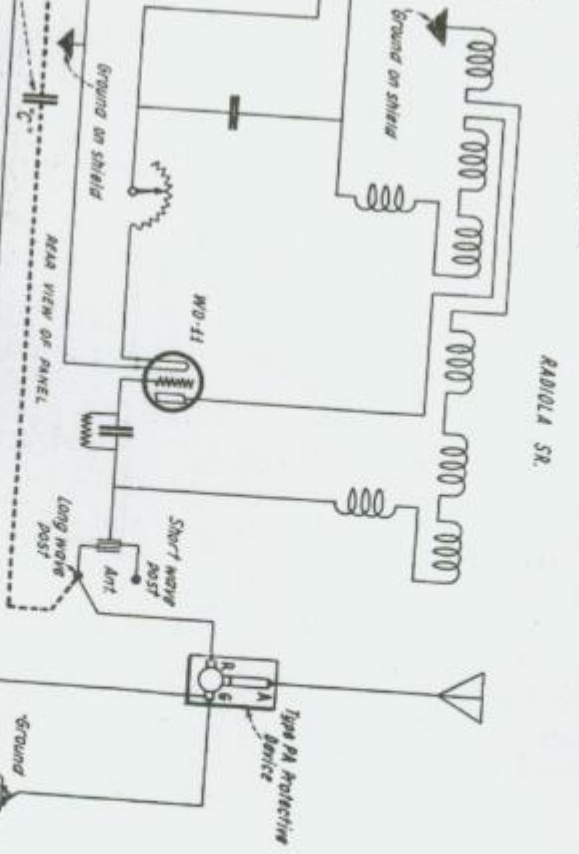 RADIOLA SR.
Ground on shield
Ground on shield
"C"
REAR VIEW OF PANEL
WD-11
Short wave
post
Ant.
Long wave
post
R
A
G
Type PA Protective
Device
Ground